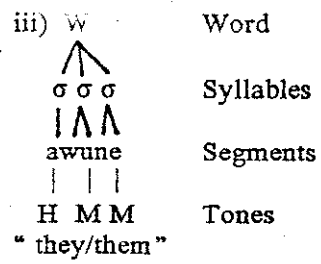 iii) W Word
σ σ σ Syllables
awune Segments
H M M Tones
“ they/them”